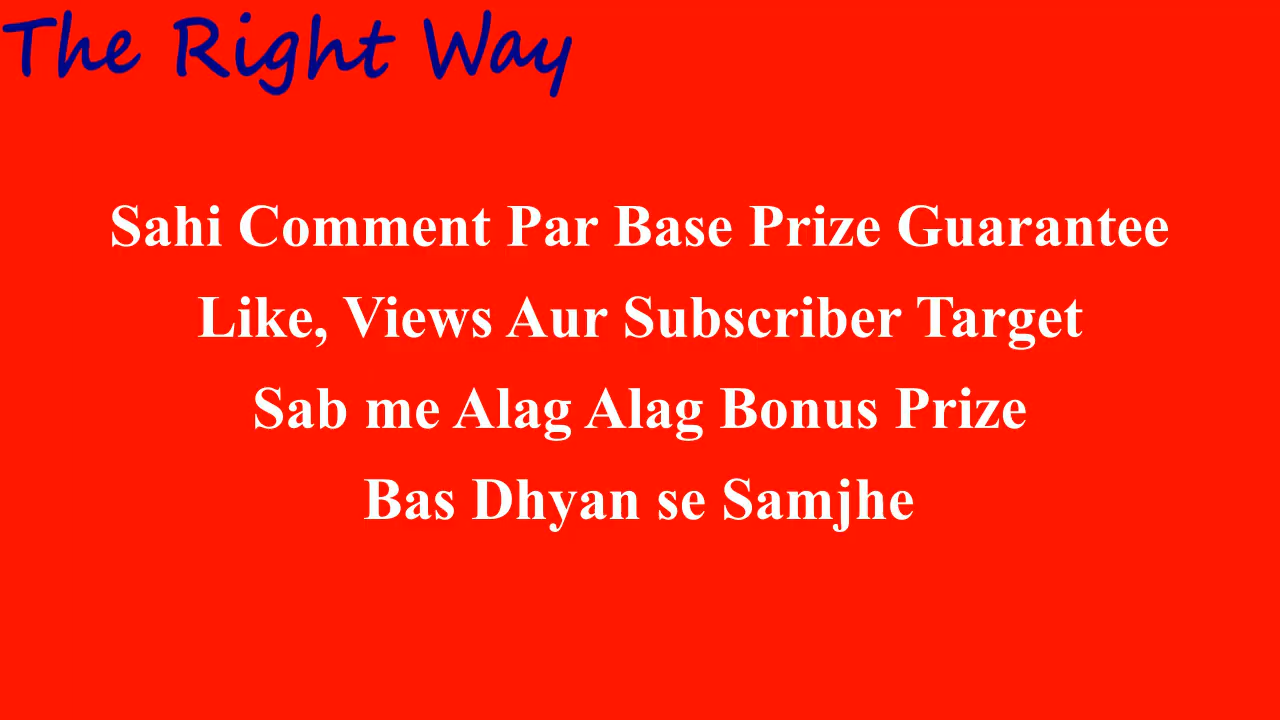 The Right Way
Sahi Comment Par Base Prize Guarantee
Like, Views Aur Subscriber Target
Sab me Alag Alag Bonus Prize
Bas Dhyan se Samjhe